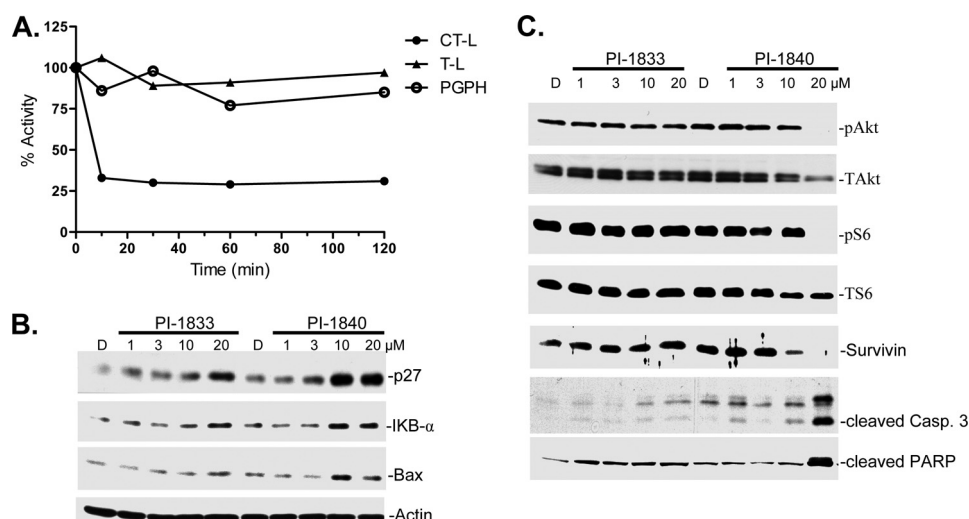 A.
% Activity
125
100
75
50
25
0
0 20 40 60 80 100 120
Time (min)
CT-L
T-L
PGPH
B.
PI-1833 PI-1840
D 1 3 10 20 D 1 3 10 20 µM
-p27
-IKB-α
-Bax
-Actin
C.
PI-1833 PI-1840
D 1 3 10 20 D 1 3 10 20 µM
-pAkt
-TAkt
-pS6
-TS6
-Survivin
-cleaved Casp. 3
-cleaved PARP